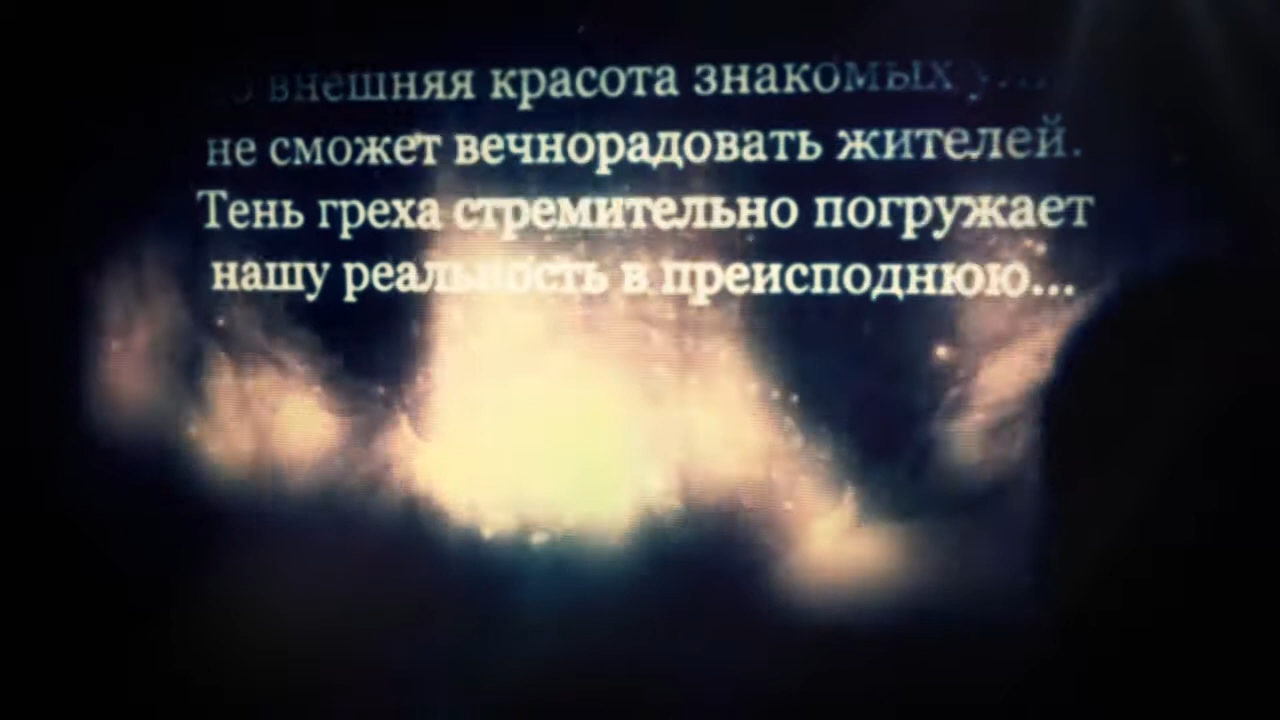 внешняя красота знакомых
не сможет вечнорадовать жителей.
Тень греха стремительно погружает
нашу реальность в преисподнюю...